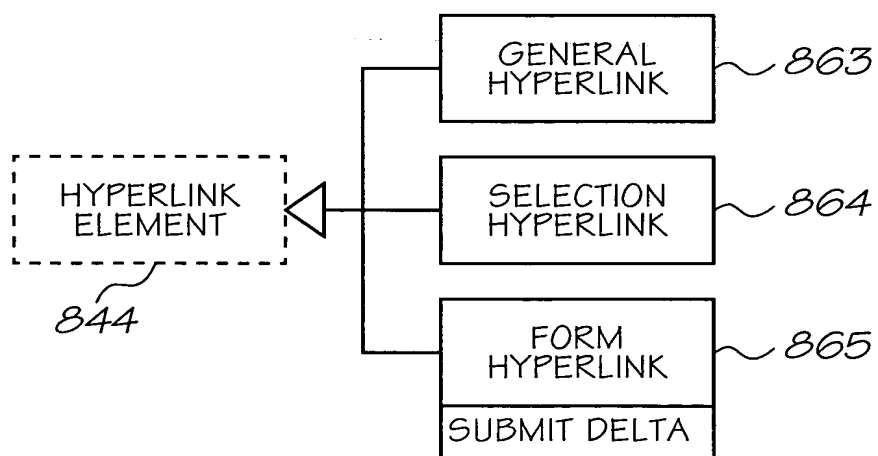 GENERAL
HYPERLINK
863
HYPERLINK
ELEMENT
844
SELECTION
HYPERLINK
864
FORM
HYPERLINK
865
SUBMIT DELTA